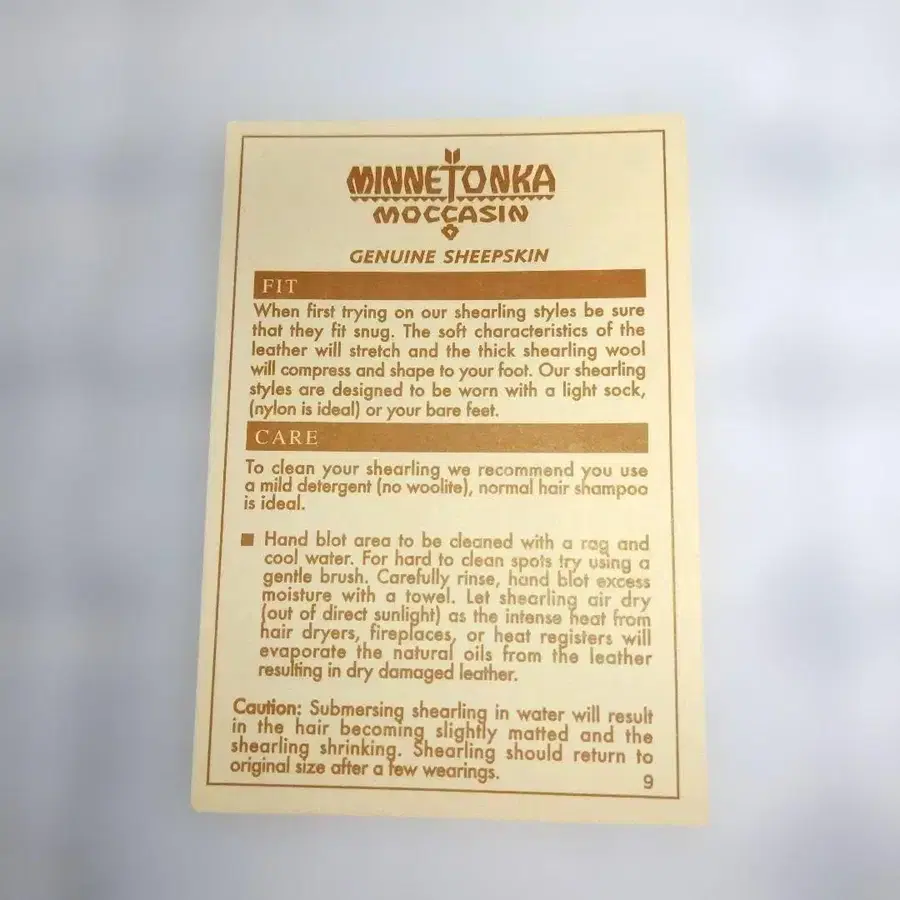 MINNETONKA
MOCCASIN
GENUINE SHEEPSKIN
FIT
When first trying on our shearling styles be sure
that they fit snug. The soft characteristics of the
leather will stretch and the thick shearling wool
will compress and shape to your foot. Our shearling
styles are designed to be worn with a light sock,
(nylon is ideal) or your bare feet.
CARE
To clean your shearling we recommend you use
a mild detergent (no woolite), normal hair shampoo
is ideal.
■ Hand blot area to be cleaned with a rag and
cool water. For hard to clean spots try using a
gentle brush. Carefully rinse, hand blot excess
moisture with a towel. Let shearling air dry
(out of direct sunlight) as the intense heat from
hair dryers, fireplaces, or heat registers will
evaporate the natural oils from the leather
resulting in dry damaged leather.
Caution: Submersing shearling in water will result
in the hair becoming slightly matted and the
shearling shrinking. Shearling should return to
original size after a few wearings.
9